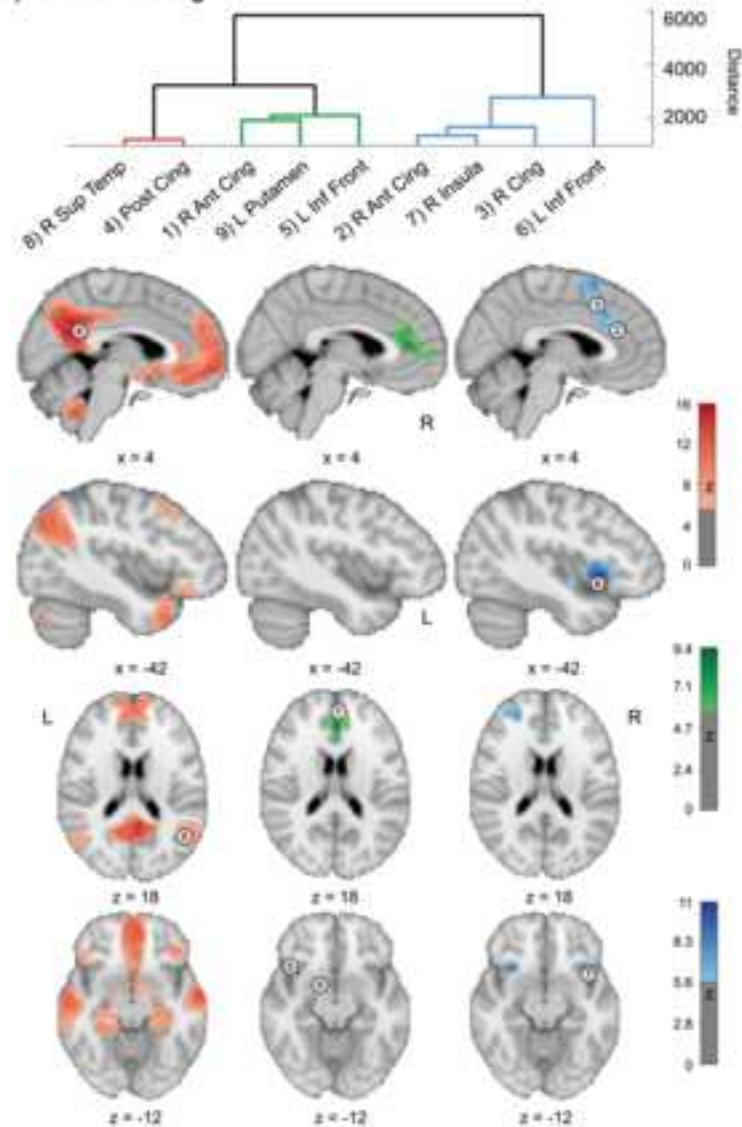 6000
4000
2000
Distance
8) R Sup Temp
4) Post Cing
1) R Ant Cing
9) L Putamen
5) L Inf Front
2) R Ant Cing
7) R Insula
3) R Cing
6) L Inf Front
R
x = 4
x = 4
x = 4
16
12
8
4
0
z
L
x = -42
x = -42
x = -42
9.4
7.1
4.7
2.4
0
z
L
R
z = 18
z = 18
z = 18
11
8.3
5.6
2.8
0
z = -12
z = -12
z = -12